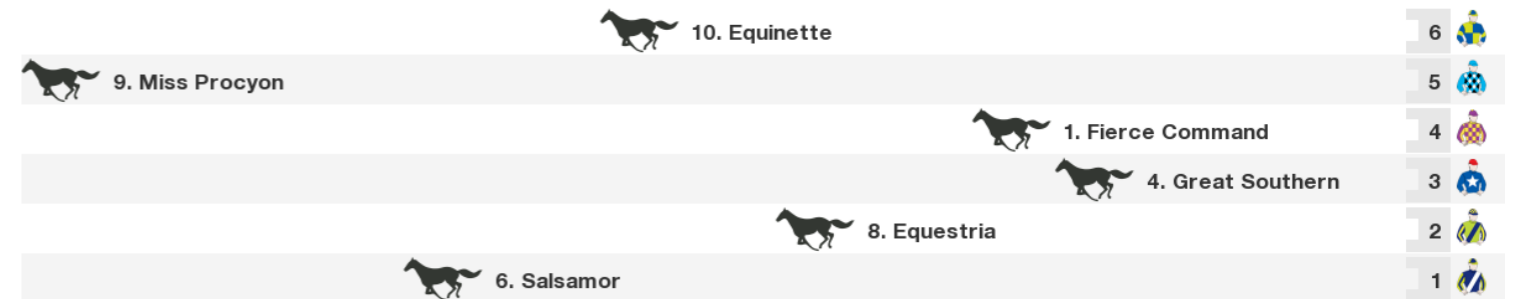 10. Equinette 6
9. Miss Procyon 5
1. Fierce Command 4
4. Great Southern 3
8. Equestria 2
6. Salsamor 1